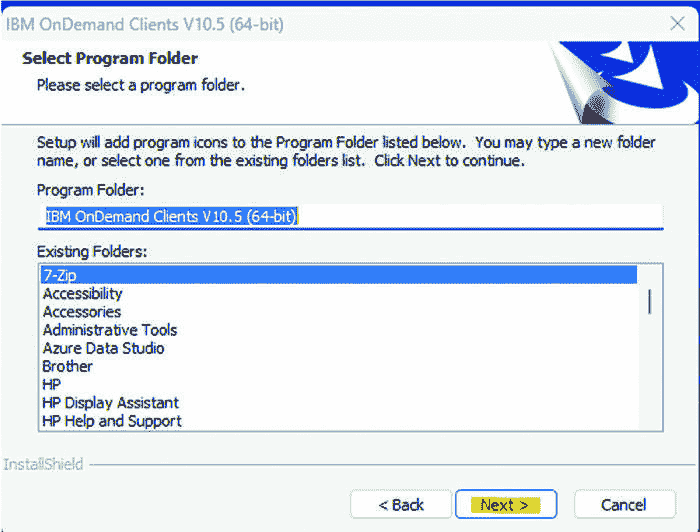 IBM OnDemand Clients V10.5 (64-bit)
Select Program Folder
Please select a program folder.
Setup will add program icons to the Program Folder listed below.  You may type a new folder
name, or select one from the existing folders list.  Click Next to continue.
Program Folder:
IBM OnDemand Clients V10.5 (64-bit)
Existing Folders:
7-Zip
Accessibility
Accessories
Administrative Tools
Azure Data Studio
Brother
HP
HP Display Assistant
HP Help and Support
InstallShield
< Back
Next >
Cancel